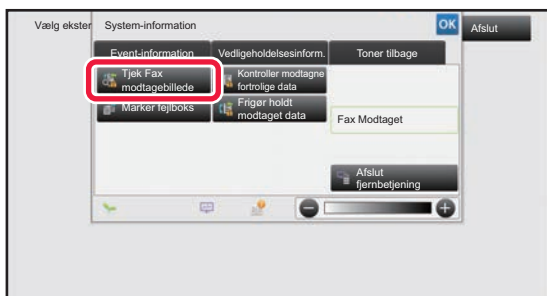 Vælg ekster
System-information
OK
Afslut
Event-information
Vedligeholdelsesinform.
Toner tilbage
Tjek Fax
modtagebillede
Kontroller modtagne
fortrolige data
Marker fejlboks
Frigør holdt
modtaget data
Fax Modtaget
Afslut
fjernbetjening